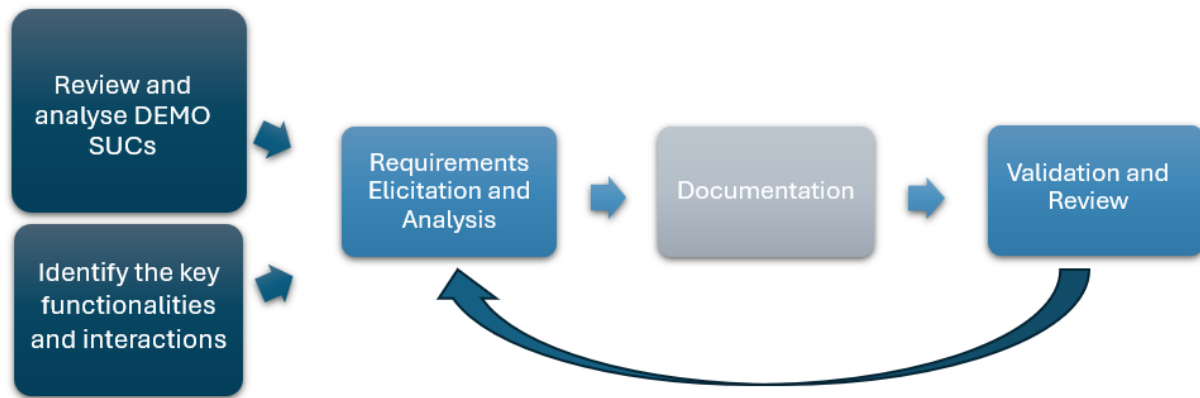 Review and
analyse DEMO
SUCs
Identify the key
functionalities
and interactions
Requirements
Elicitation and
Analysis
Documentation
Validation and
Review